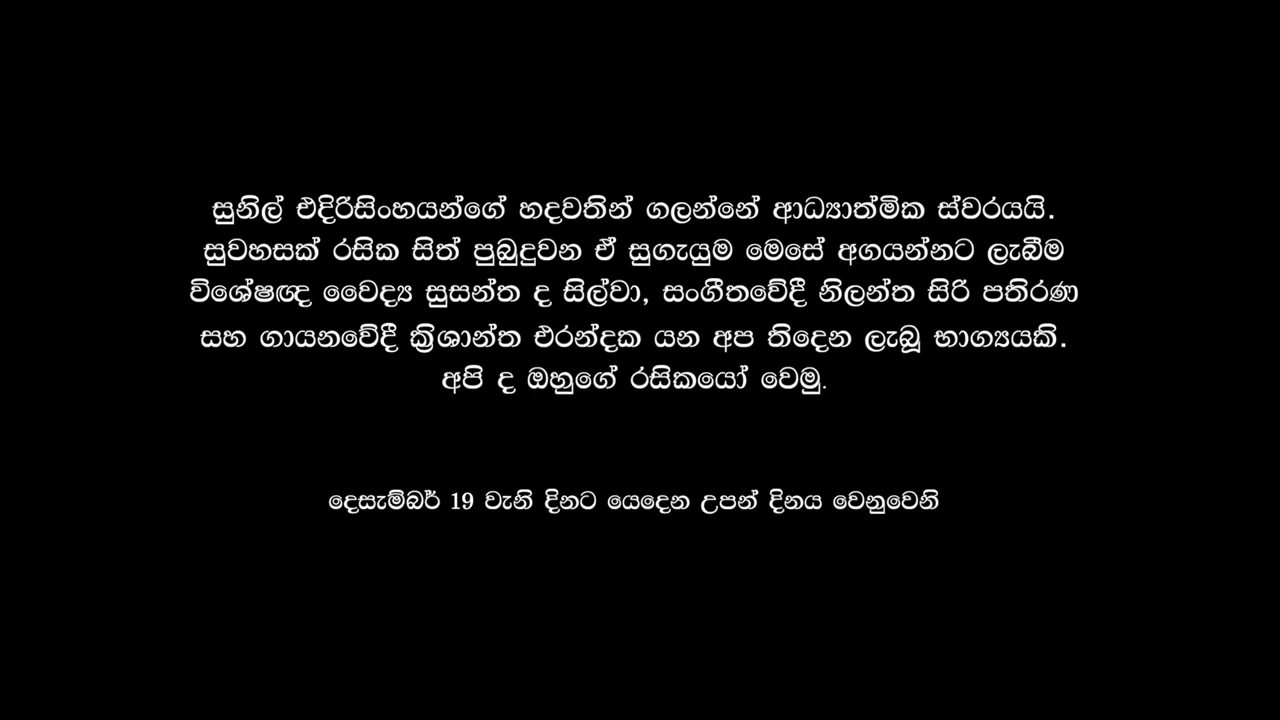 සුනිල් එදිරිසිංහයන්ගේ හදවතින් ගලන්නේ ආධ්‍යාත්මික ස්වරයයි.
සුවහසක් රසික සිත් පුබුදුවන ඒ සුගැයුම මෙසේ අගයන්නට ලැබීම
විශේෂඥ වෛද්‍ය සුසන්ත ද සිල්වා, සංගීතවේදී නිලන්ත සිරි පතිරණ
සහ ගායනවේදී ක්‍රිශාන්ත එරන්දක යන අප තිදෙන ලැබූ භාග්‍යයකි.
අපි ද ඔහුගේ රසිකයෝ වෙමු.
දෙසැම්බර් 19 වැනි දිනට යෙදෙන උපන් දිනය වෙනුවෙනි